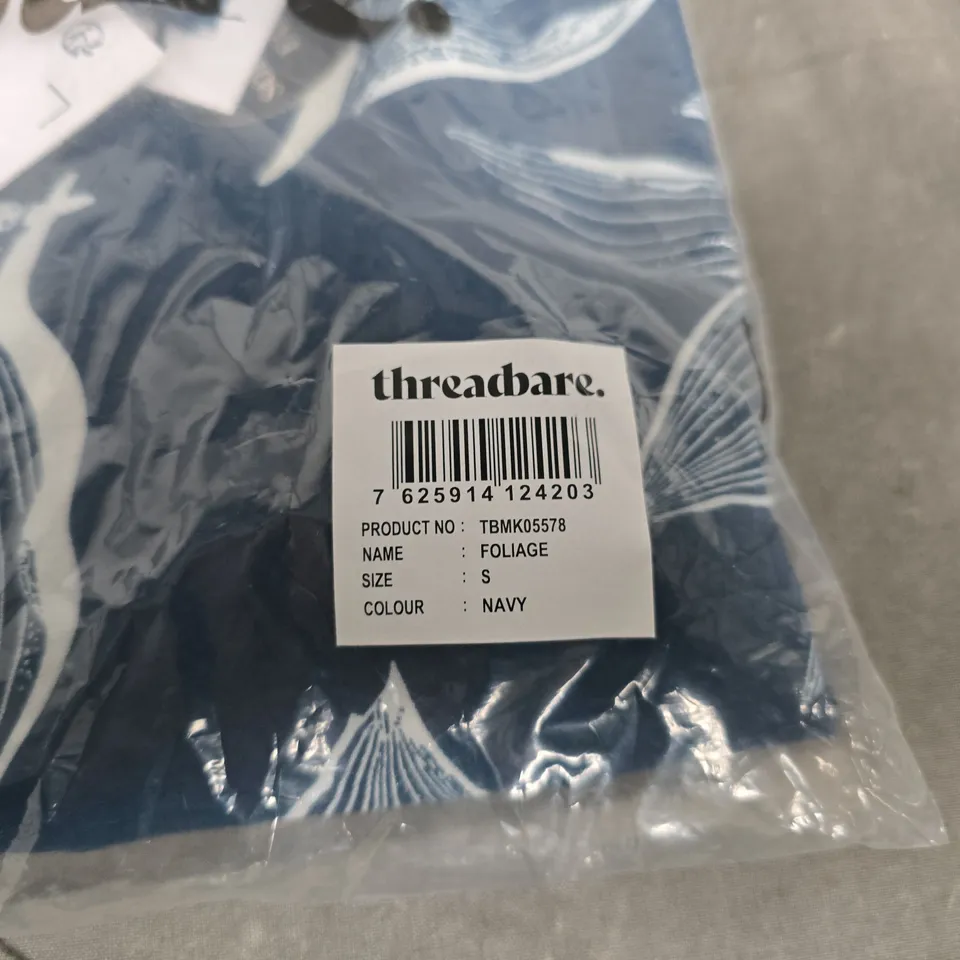 threadbare.
7 625914 124203
PRODUCT NO : TBMK05578
NAME : FOLIAGE
SIZE : S
COLOUR : NAVY